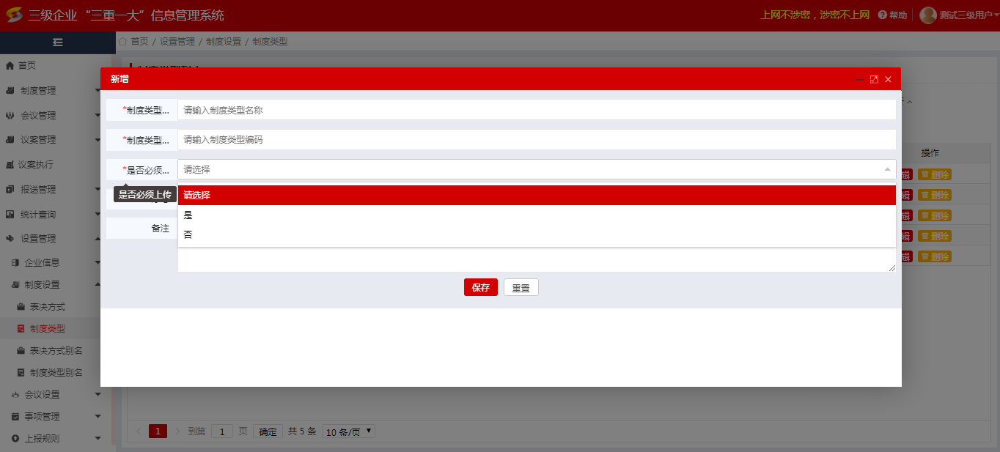 三级企业 “三重一大” 信息管理系统
上网不涉密，涉密不上网 帮助 测试三级用户
首页 / 设置管理 / 制度设置 / 制度类型
首页
制度管理
会议管理
议案管理
议案执行
报送管理
统计查询
设置管理
企业信息
制度设置
表决方式
制度类型
表决方式别名
制度类型别名
会议设置
事项管理
上报规则
新增
*制度类型... 请输入制度类型名称
*制度类型... 请输入制度类型编码
*是否必须... 请选择
是否必须上传
请选择
是
否
备注
保存 重置
操作
辑 删除
辑 删除
辑 删除
辑 删除
辑 删除
1 到第 1 页 确定 共 5 条 10 条/页